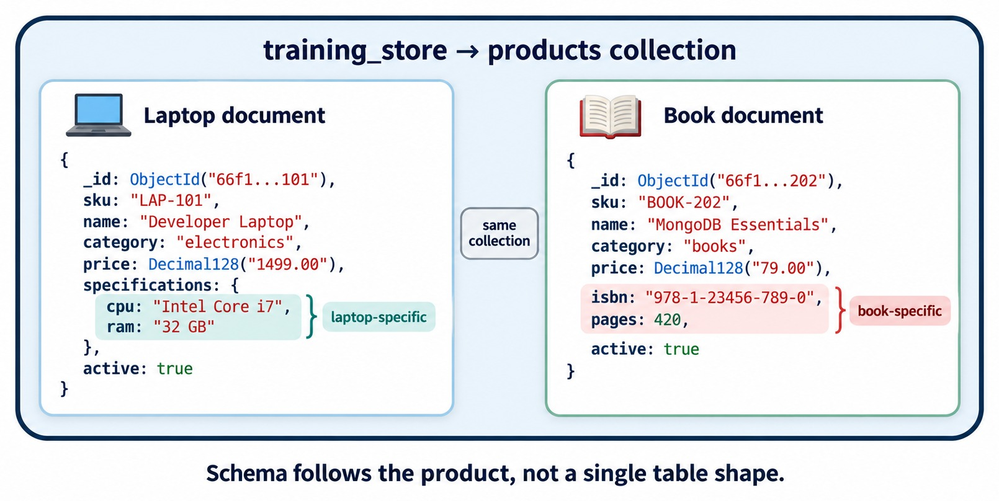 training_store → products collection
Laptop document
{
_id: ObjectId("66f1...101"),
sku: "LAP-101",
name: "Developer Laptop",
category: "electronics",
price: Decimal128("1499.00"),
specifications: {
cpu: "Intel Core i7",
ram: "32 GB"
laptop-specific
},
active: true
}
same
collection
Book document
{
_id: ObjectId("66f1...202"),
sku: "BOOK-202",
name: "MongoDB Essentials",
category: "books",
price: Decimal128("79.00"),
isbn: "978-1-23456-789-0",
pages: 420,
book-specific
active: true
}
Schema follows the product, not a single table shape.